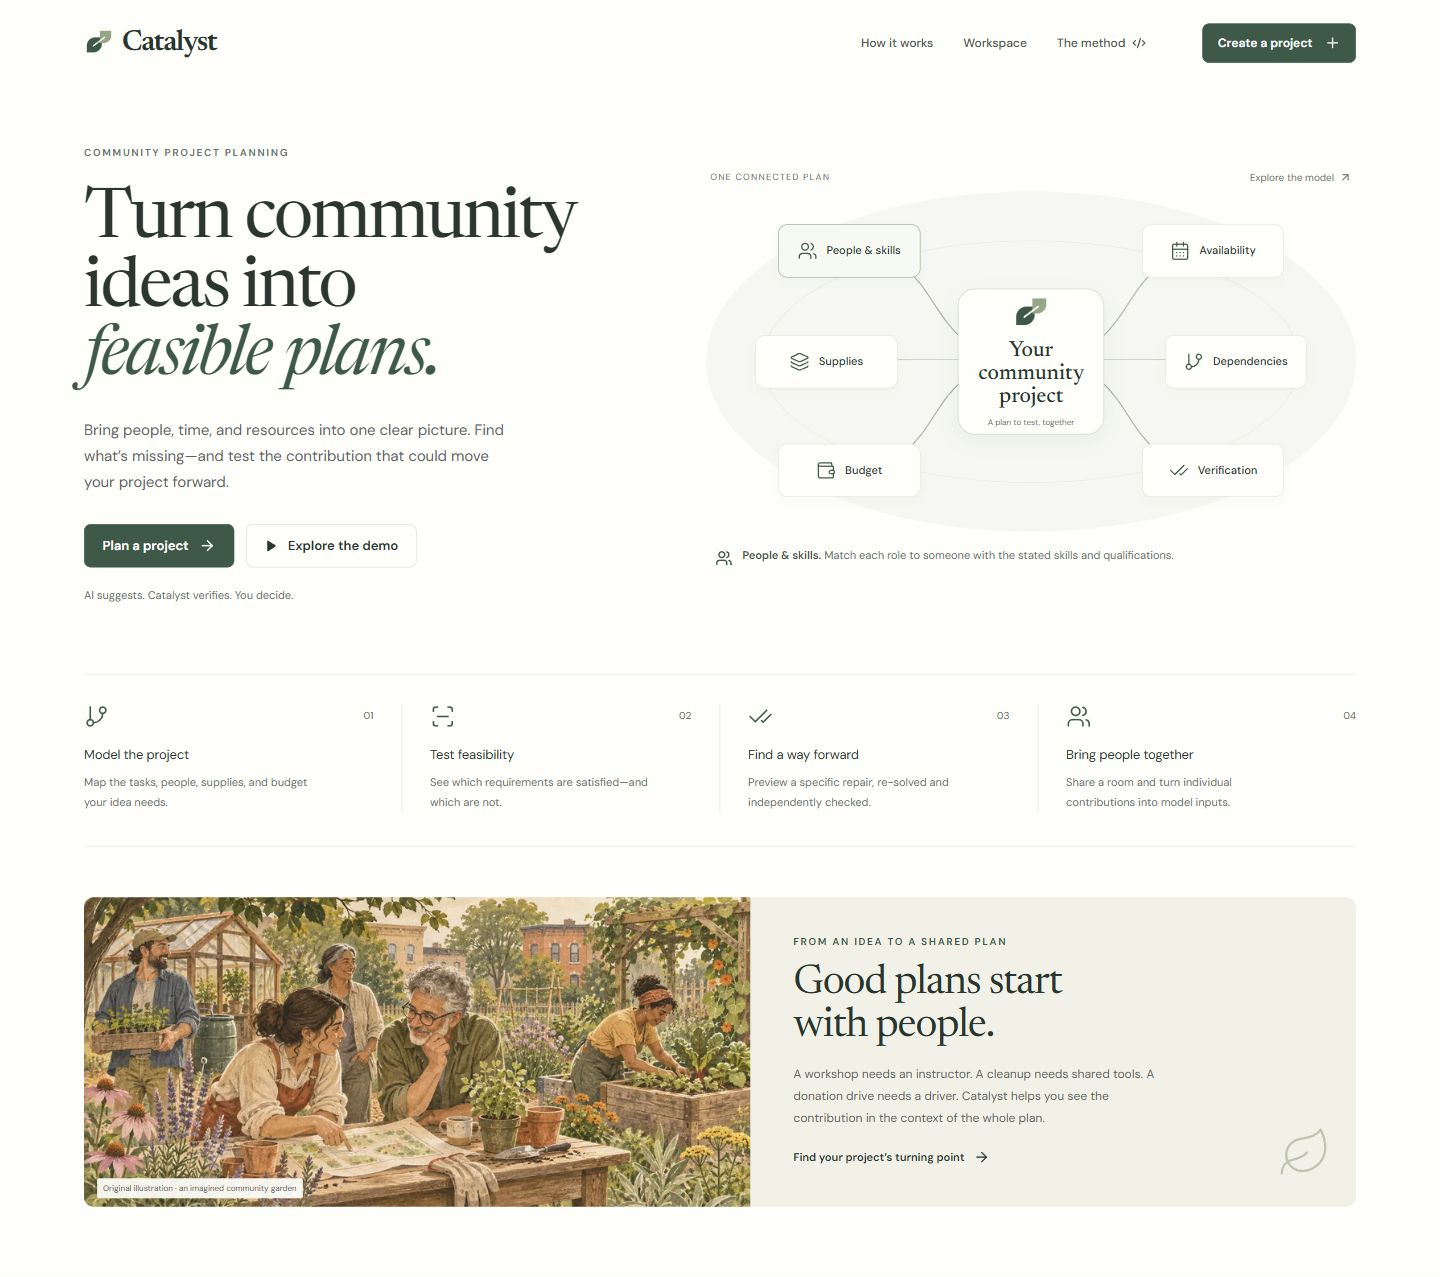 Catalyst
How it works
Workspace
The method
Create a project
COMMUNITY PROJECT PLANNING
Turn community
ideas into
feasible plans.
Bring people, time, and resources into one clear picture. Find
what's missing—and test the contribution that could move
your project forward.
Plan a project
Explore the demo
AI suggests. Catalyst verifies. You decide.
ONE CONNECTED PLAN
Explore the model
People & skills
Availability
Supplies
Your
community
project
A plan to test, together
Dependencies
Budget
Verification
People & skills. Match each role to someone with the stated skills and qualifications.
01
Model the project
Map the tasks, people, supplies, and budget
your idea needs.
02
Test feasibility
See which requirements are satisfied—and
which are not.
03
Find a way forward
Preview a specific repair, re-solved and
independently checked.
04
Bring people together
Share a room and turn individual
contributions into model inputs.
Original illustration · an imagined community garden
FROM AN IDEA TO A SHARED PLAN
Good plans start
with people.
A workshop needs an instructor. A cleanup needs shared tools. A
donation drive needs a driver. Catalyst helps you see the
contribution in the context of the whole plan.
Find your project's turning point